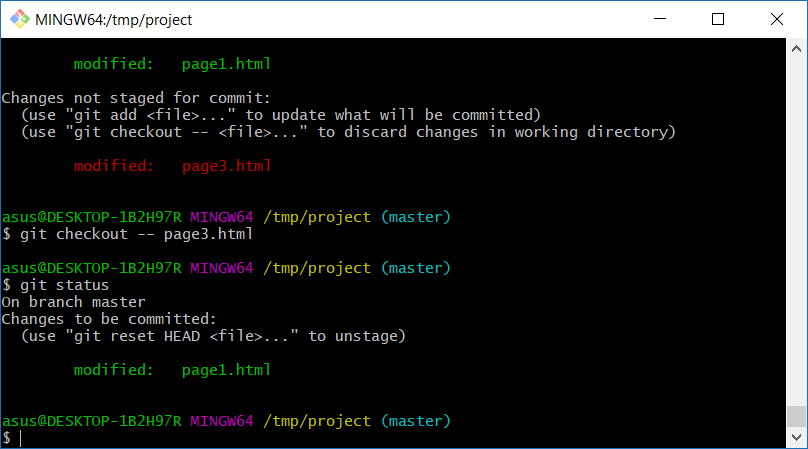 MINGW64:/tmp/project
modified:   page1.html
Changes not staged for commit:
(use "git add <file>..." to update what will be committed)
(use "git checkout -- <file>..." to discard changes in working directory)
modified:   page3.html
asus@DESKTOP-1B2H97R MINGW64 /tmp/project (master)
$ git checkout -- page3.html
asus@DESKTOP-1B2H97R MINGW64 /tmp/project (master)
$ git status
On branch master
Changes to be committed:
(use "git reset HEAD <file>..." to unstage)
modified:   page1.html
asus@DESKTOP-1B2H97R MINGW64 /tmp/project (master)
$